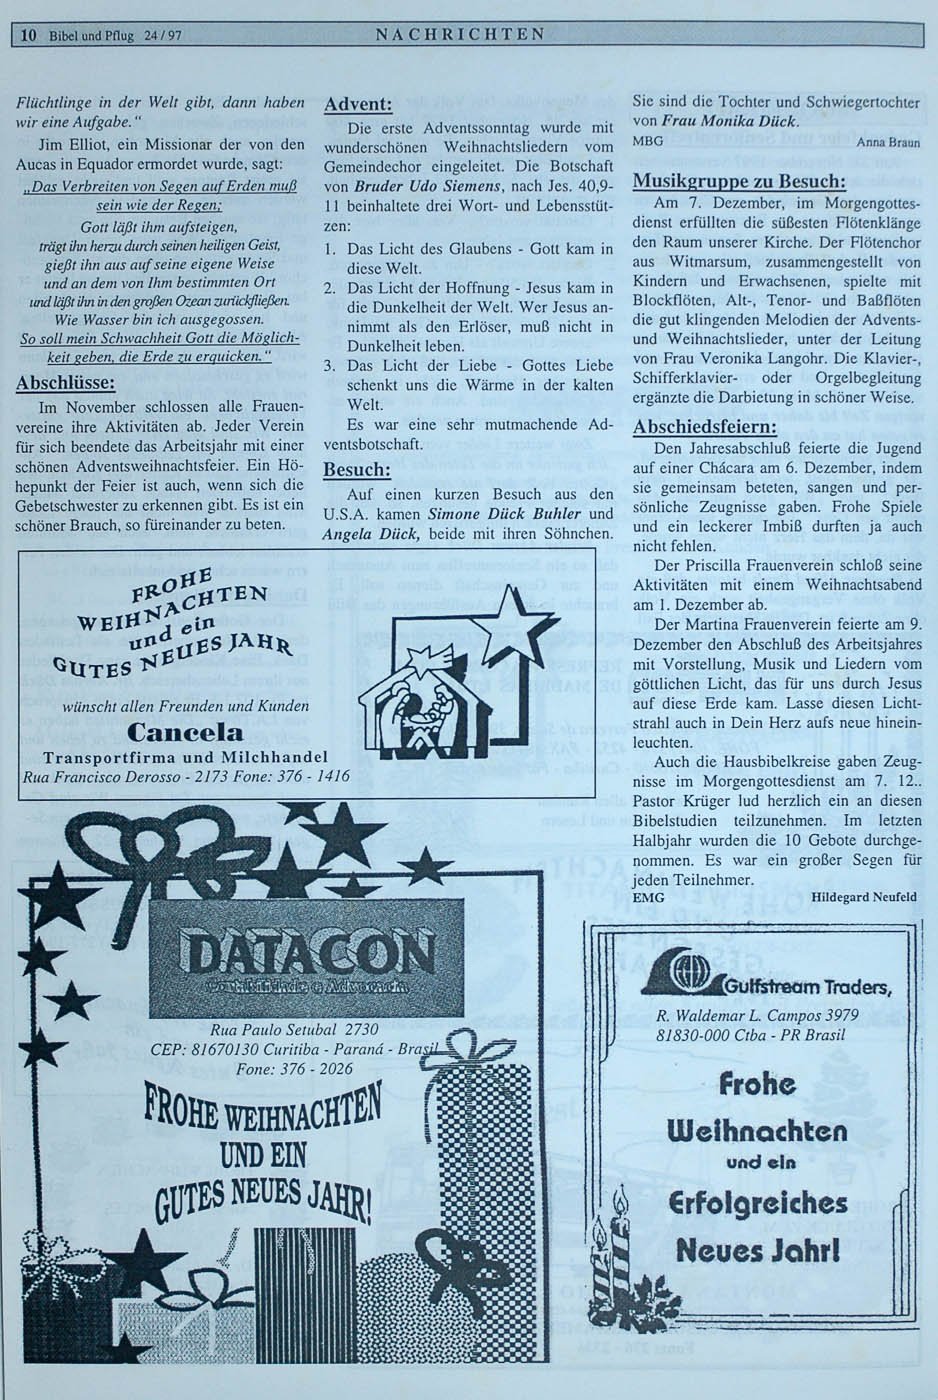 10 Bibel und Pflug 24 / 97
NACHRICHTEN
Flüchtlinge in der Welt gibt, dann haben
wir eine Aufgabe.“
Jim Elliot, ein Missionar der von den
Aucas in Equador ermordet wurde, sagt:
„Das Verbreiten von Segen auf Erden muß
sein wie der Regen;
Gott läßt ihm aufsteigen,
trägt ihn herzu durch seinen heiligen Geist,
gießt ihn aus auf seine eigene Weise
und an dem von Ihm bestimmten Ort
und läßt ihn in den großen Ozean zurückfließen.
Wie Wasser bin ich ausgegossen.
So soll mein Schwachheit Gott die Möglich-
keit geben, die Erde zu erquicken.“
Abschlüsse:
Im November schlossen alle Frauen-
vereine ihre Aktivitäten ab. Jeder Verein
für sich beendete das Arbeitsjahr mit einer
schönen Adventsweihnachtsfeier. Ein Hö-
hepunkt der Feier ist auch, wenn sich die
Gebetschwester zu erkennen gibt. Es ist ein
schöner Brauch, so füreinander zu beten.
Advent:
Die erste Adventssonntag wurde mit
wunderschönen Weihnachtsliedern vom
Gemeindechor eingeleitet. Die Botschaft
von Bruder Udo Siemens, nach Jes. 40,9-
11 beinhaltete drei Wort- und Lebensstüt-
zen:
1. Das Licht des Glaubens - Gott kam in
diese Welt.
2. Das Licht der Hoffnung - Jesus kam in
die Dunkelheit der Welt. Wer Jesus an-
nimmt als den Erlöser, muß nicht in
Dunkelheit leben.
3. Das Licht der Liebe - Gottes Liebe
schenkt uns die Wärme in der kalten
Welt.
Es war eine sehr mutmachende Ad-
ventsbotschaft.
Besuch:
Auf einen kurzen Besuch aus den
U.S.A. kamen Simone Dück Buhler und
Angela Dück, beide mit ihren Söhnchen.
Sie sind die Tochter und Schwiegertochter
von Frau Monika Dück.
MBG Anna Braun
Musikgruppe zu Besuch:
Am 7. Dezember, im Morgengottes-
dienst erfüllten die süßesten Flötenklänge
den Raum unserer Kirche. Der Flötenchor
aus Witmarsum, zusammengestellt von
Kindern und Erwachsenen, spielte mit
Blockflöten, Alt-, Tenor- und Baßflöten
die gut klingenden Melodien der Advents-
und Weihnachtslieder, unter der Leitung
von Frau Veronika Langohr. Die Klavier-,
Schifferklavier- oder Orgelbegleitung
ergänzte die Darbietung in schöner Weise.
Abschiedsfeiern:
Den Jahresabschluß feierte die Jugend
auf einer Chácara am 6. Dezember, indem
sie gemeinsam beteten, sangen und per-
sönliche Zeugnisse gaben. Frohe Spiele
und ein leckerer Imbiß durften ja auch
nicht fehlen.
Der Priscilla Frauenverein schloß seine
Aktivitäten mit einem Weihnachtsabend
am 1. Dezember ab.
Der Martina Frauenverein feierte am 9.
Dezember den Abschluß des Arbeitsjahres
mit Vorstellung, Musik und Liedern vom
göttlichen Licht, das für uns durch Jesus
auf diese Erde kam. Lasse diesen Licht-
strahl auch in Dein Herz aufs neue hinein-
leuchten.
Auch die Hausbibelkreise gaben Zeug-
nisse im Morgengottesdienst am 7. 12..
Pastor Krüger lud herzlich ein an diesen
Bibelstudien teilzunehmen. Im letzten
Halbjahr wurden die 10 Gebote durchge-
nommen. Es war ein großer Segen für
jeden Teilnehmer.
EMG Hildegard Neufeld
FROHE
WEIHNACHTEN
und ein
GUTES NEUES JAHR
wünscht allen Freunden und Kunden
Cancela
Transportfirma und Milchhandel
Rua Francisco Derosso - 2173 Fone: 376 - 1416
DATACON
Contabilidade e Advocacia
Rua Paulo Setubal 2730
CEP: 81670130 Curitiba - Paraná - Brasil
Fone: 376 - 2026
FROHE WEIHNACHTEN
UND EIN
GUTES NEUES JAHR!
Gulfstream Traders,
R. Waldemar L. Campos 3979
81830-000 Ctba - PR Brasil
Frohe
Weihnachten
und ein
Erfolgreiches
Neues Jahr!